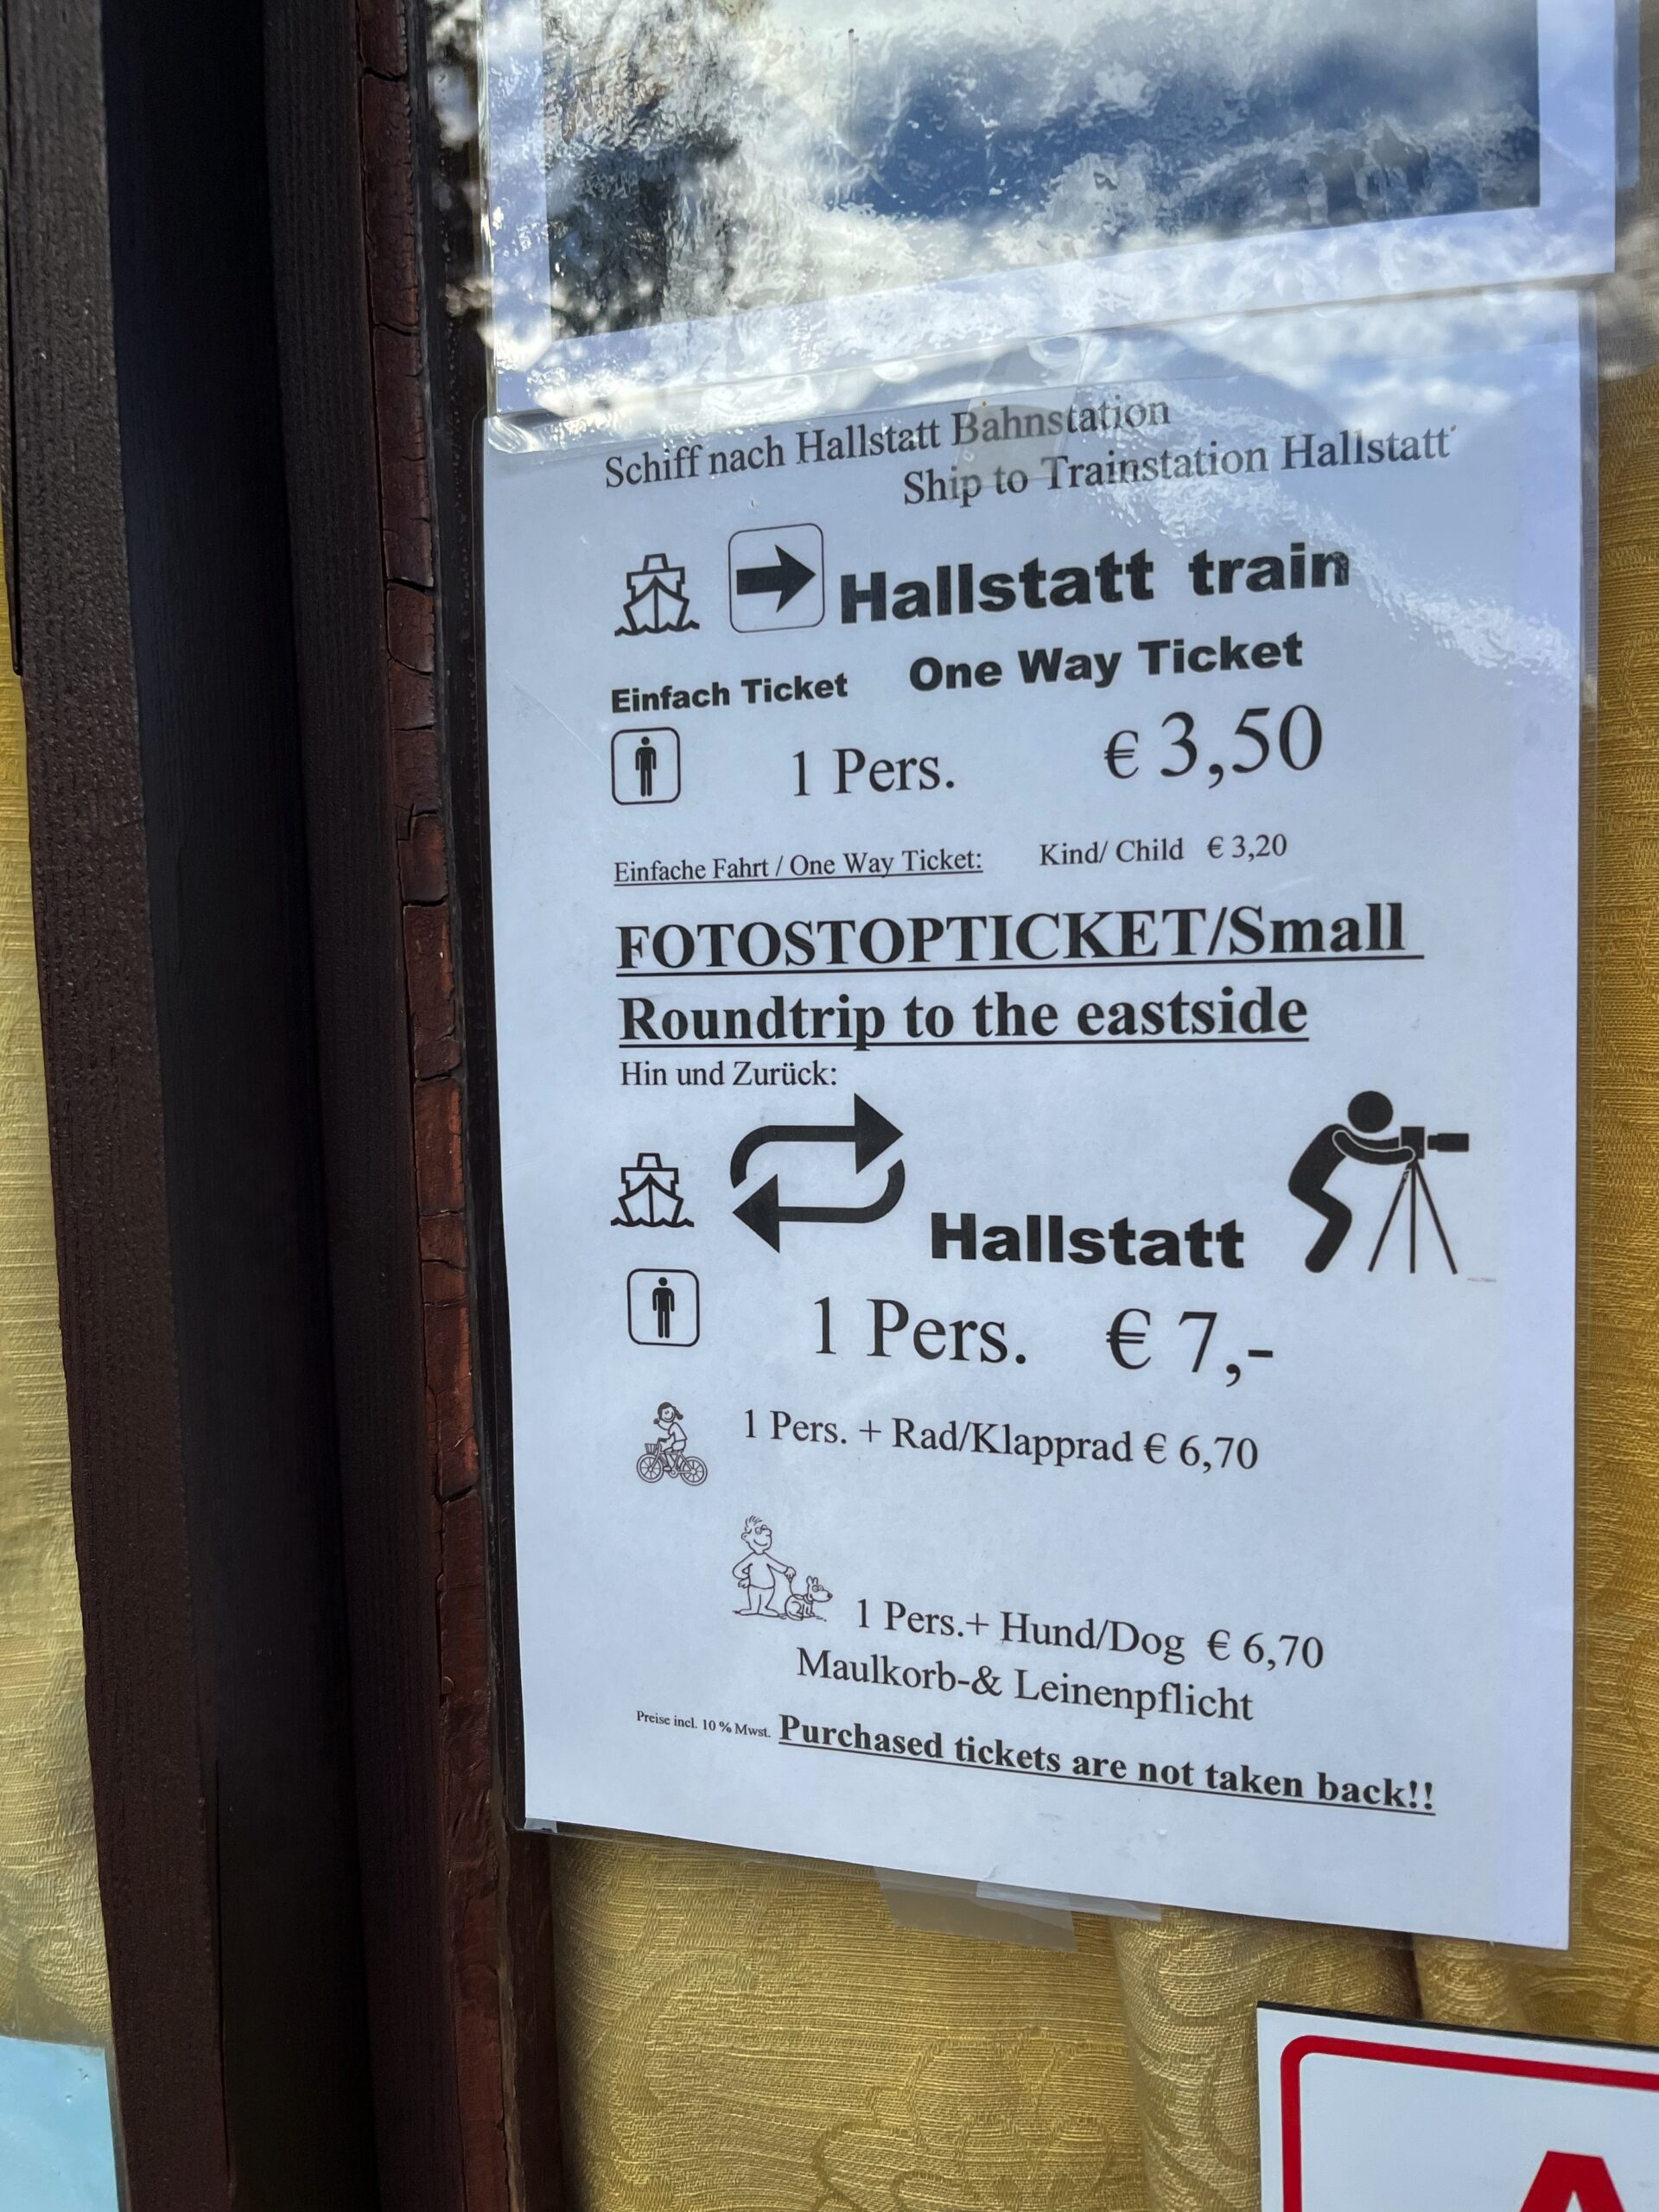 Schiff nach Hallstatt Bahnstation
Ship to Trainstation Hallstatt
Hallstatt train
Einfach Ticket One Way Ticket
1 Pers. € 3,50
Einfache Fahrt / One Way Ticket: Kind/ Child € 3,20
FOTOSTOPTICKET/Small
Roundtrip to the eastside
Hin und Zurück:
Hallstatt
1 Pers. € 7,-
1 Pers. + Rad/Klapprad € 6,70
1 Pers.+ Hund/Dog € 6,70
Maulkorb-& Leinenpflicht
Preise incl. 10 % Mwst. Purchased tickets are not taken back!!